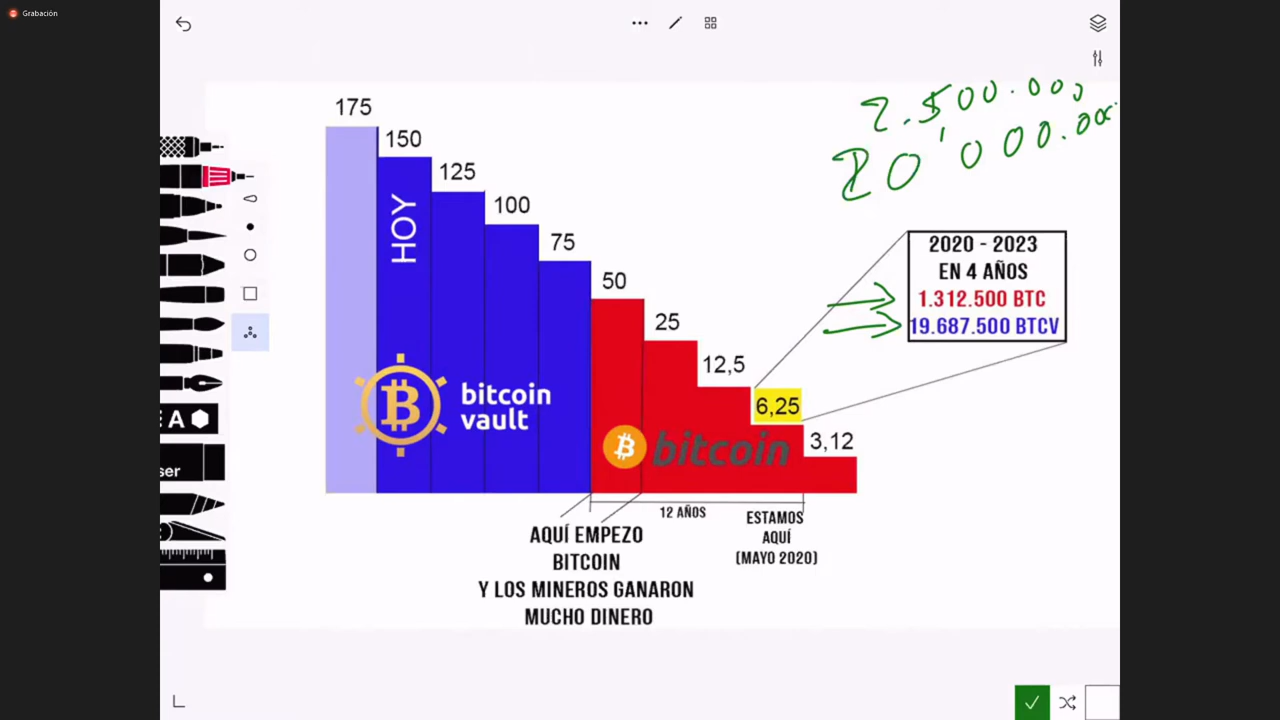 Grabación
2.500.000
20'000.000
175
150
125
100
75
50
25
12,5
6,25
3,12
HOY
2020 - 2023
EN 4 AÑOS
1.312.500 BTC
19.687.500 BTCV
bitcoin
vault
bitcoin
12 AÑOS
AQUÍ EMPEZO
BITCOIN
Y LOS MINEROS GANARON
MUCHO DINERO
ESTAMOS
AQUÍ
(MAYO 2020)
A
ser